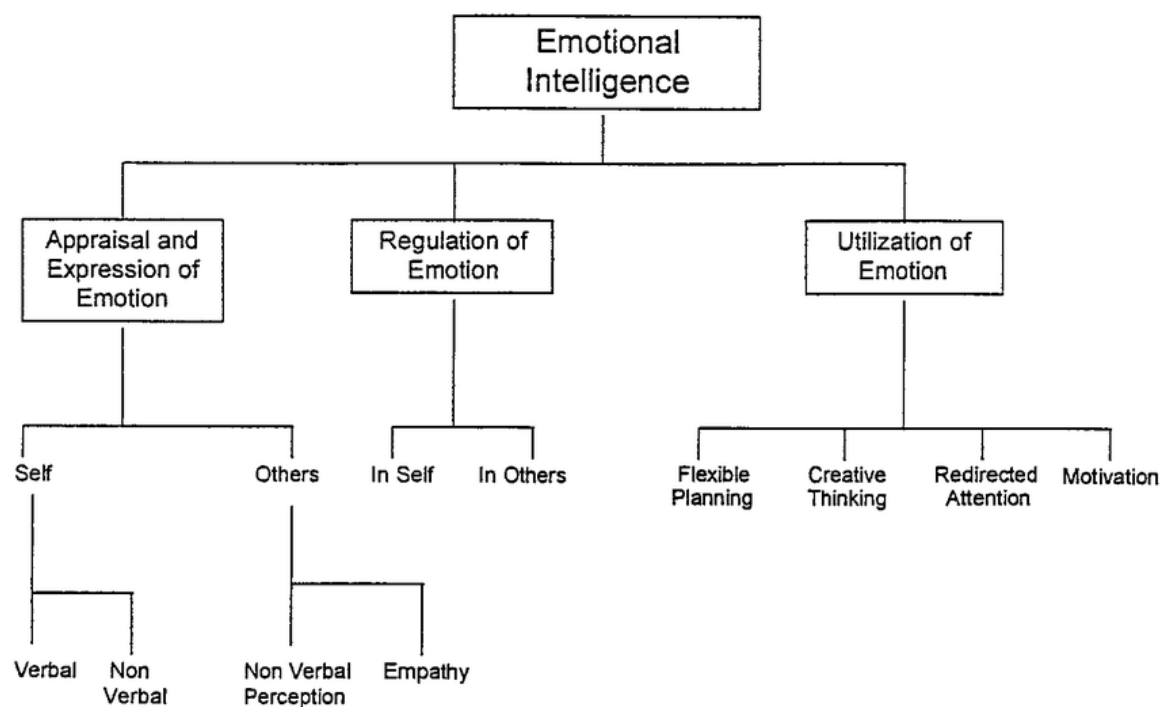 Emotional
Intelligence
Appraisal and
Expression of
Emotion
Regulation of
Emotion
Utilization of
Emotion
Self
Others
In Self
In Others
Flexible
Planning
Creative
Thinking
Redirected
Attention
Motivation
Verbal
Non
Verbal
Non Verbal
Perception
Empathy